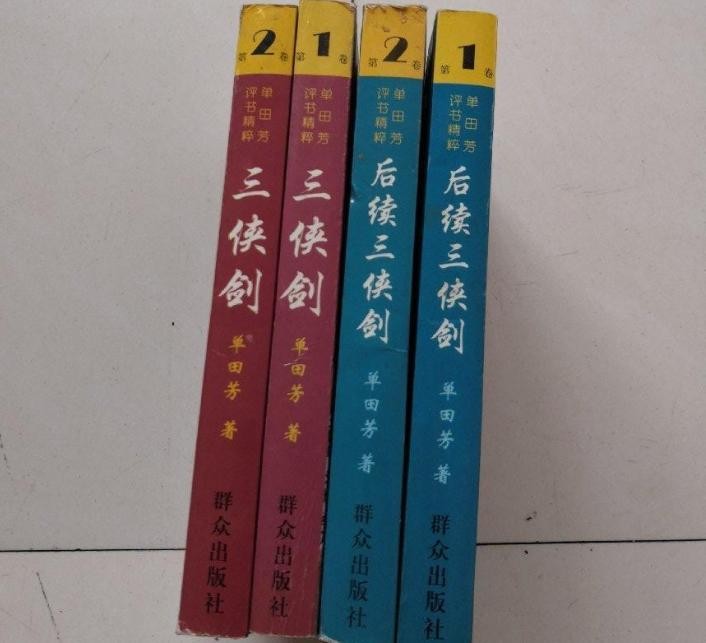 第2卷
单田芳
评书精粹
三侠剑
单田芳 著
群众出版社
第1卷
单田芳
评书精粹
三侠剑
单田芳 著
群众出版社
第2卷
单田芳
评书精粹
后续三侠剑
单田芳 著
群众出版社
第1卷
单田芳
评书精粹
后续三侠剑
单田芳 著
群众出版社